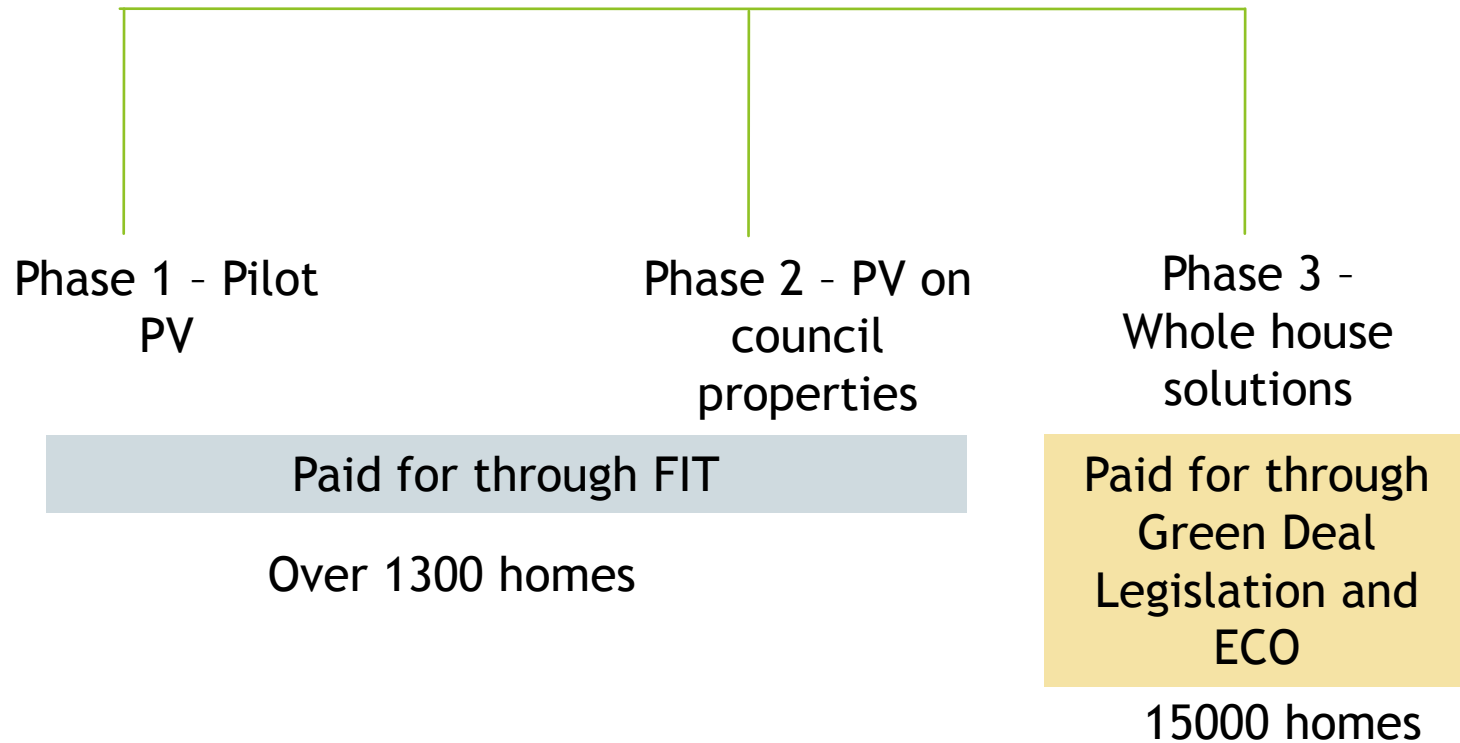 Phase 1 – Pilot
PV
Phase 2 – PV on
council
properties
Phase 3 –
Whole house
solutions
Paid for through FIT
Over 1300 homes
Paid for through
Green Deal
Legislation and
ECO
15000 homes